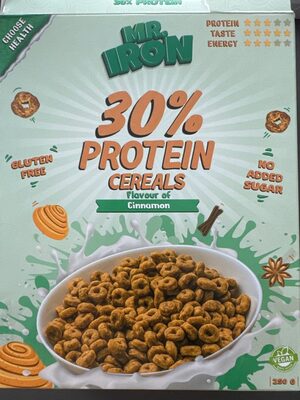 30% PROTEIN
CHOOSE
HEALTH
MR.
IRON
PROTEIN
TASTE
ENERGY
30%
PROTEIN
CEREALS
Flavour of
Cinnamon
GLUTEN
FREE
NO
ADDED
SUGAR
VEGAN
250 G